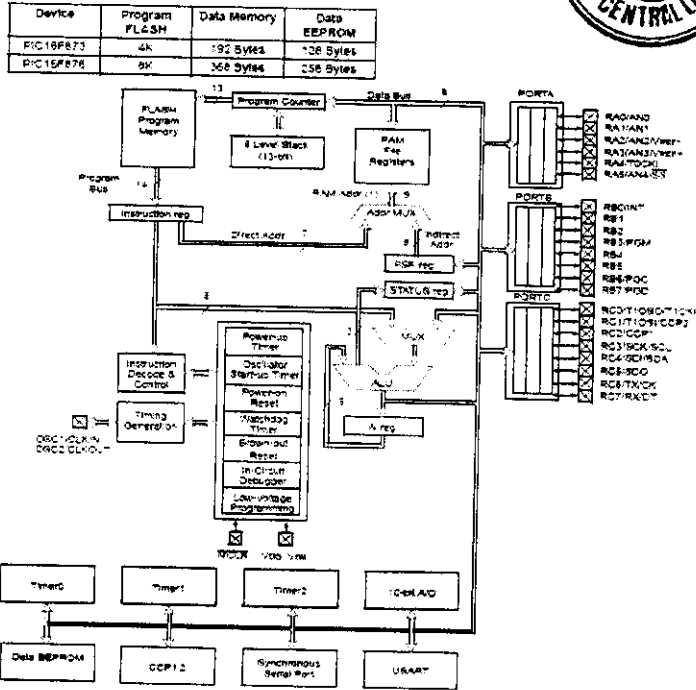 CENTRAL
Device Program FLASH Data Memory Data EEPROM
PIC16F873 4K 192 Bytes 128 Bytes
PIC16F876 8K 368 Bytes 256 Bytes
13
Program Counter
Data Bus
8
PORTA
FLASH
Program
Memory
8 Level Stack
(13-bit)
RAM
File
Registers
RA0/AN0
RA1/AN1
RA2/AN2/VREF-
RA3/AN3/VREF+
RA4/T0CKI
RA5/AN4/SS
Program
Bus
14
RAM Addr (1)
9
PORTB
Instruction reg
Addr MUX
Direct Addr
7
8
Indirect
Addr
RB0/INT
RB1
RB2
RB3/PGM
RB4
RB5
RB6/PGC
RB7/PGD
FSR reg
STATUS reg
PORTC
8
RC0/T1OSO/T1CKI
RC1/T1OSI/CCP2
RC2/CCP1
RC3/SCK/SCL
RC4/SDI/SDA
RC5/SDO
RC6/TX/CK
RC7/RX/DT
3
MUX
Power-up
Timer
Instruction
Decode &
Control
Oscillator
Start-up Timer
ALU
Power-on
Reset
8
Timing
Generation
Watchdog
Timer
W reg
OSC1/CLKIN
OSC2/CLKOUT
Brown-out
Reset
In-Circuit
Debugger
Low-Voltage
Programming
MCLR
Timer0
Timer1
Timer2
10-bit A/D
Data EEPROM
CCP1,2
Synchronous
Serial Port
USART